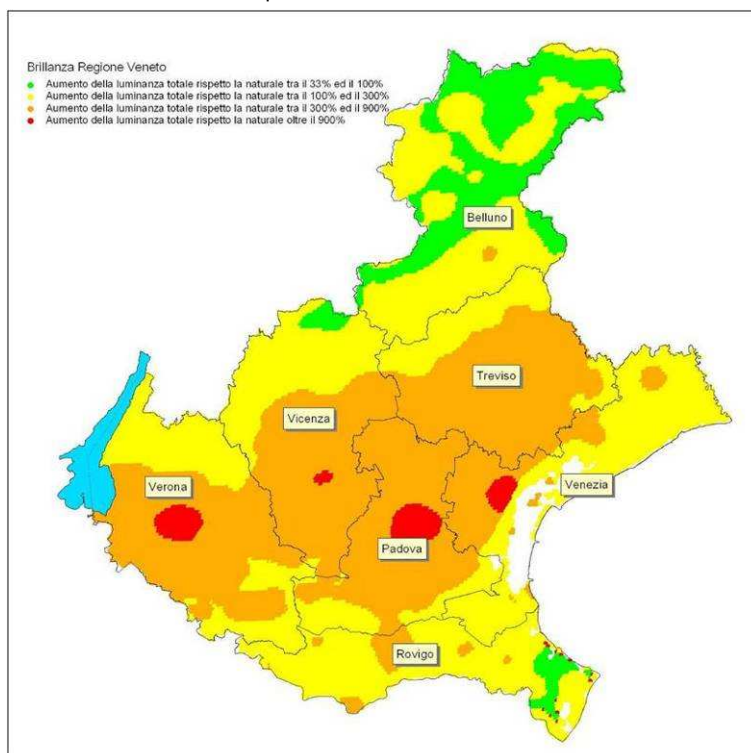 Brillanza Regione Veneto
Aumento della luminanza totale rispetto la naturale tra il 33% ed il 100%
Aumento della luminanza totale rispetto la naturale tra il 100% ed il 300%
Aumento della luminanza totale rispetto la naturale tra il 300% ed il 900%
Aumento della luminanza totale rispetto la naturale oltre il 900%
Belluno
Treviso
Vicenza
Verona
Venezia
Padova
Rovigo